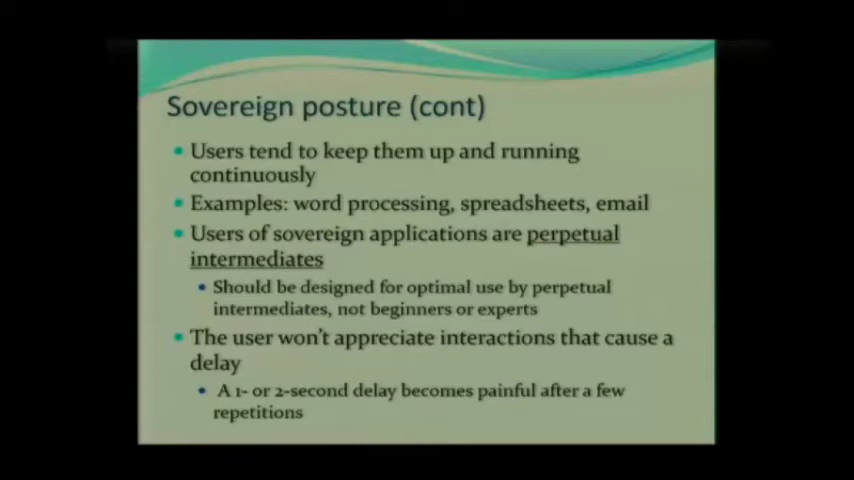 Sovereign posture (cont)
• Users tend to keep them up and running
continuously
• Examples: word processing, spreadsheets, email
• Users of sovereign applications are perpetual
intermediates
• Should be designed for optimal use by perpetual
intermediates, not beginners or experts
• The user won't appreciate interactions that cause a
delay
• A 1- or 2-second delay becomes painful after a few
repetitions